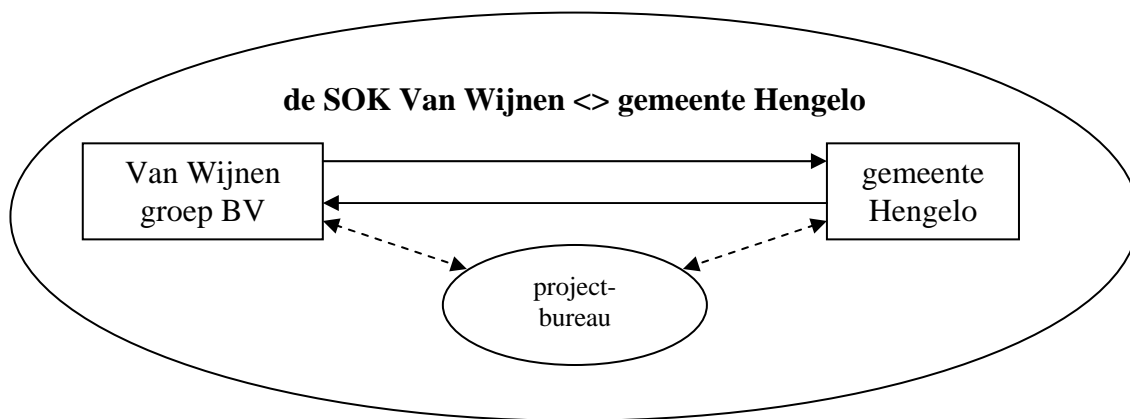 de SOK Van Wijnen <> gemeente Hengelo
Van Wijnen
groep BV
gemeente
Hengelo
project-
bureau